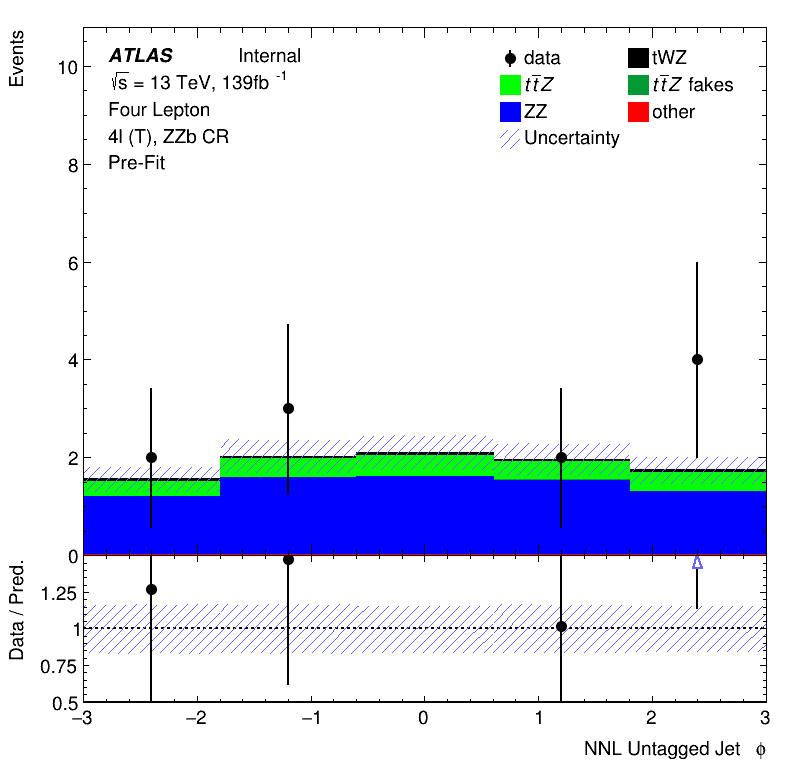 Events
ATLAS Internal
√s = 13 TeV, 139fb⁻¹
Four Lepton
4l (T), ZZb CR
Pre-Fit
data tWZ
tt̅Z tt̅Z fakes
ZZ other
Uncertainty
10
8
6
4
2
0
Data / Pred.
1.25
1
0.75
0.5
−3 −2 −1 0 1 2 3
NNL Untagged Jet ϕ